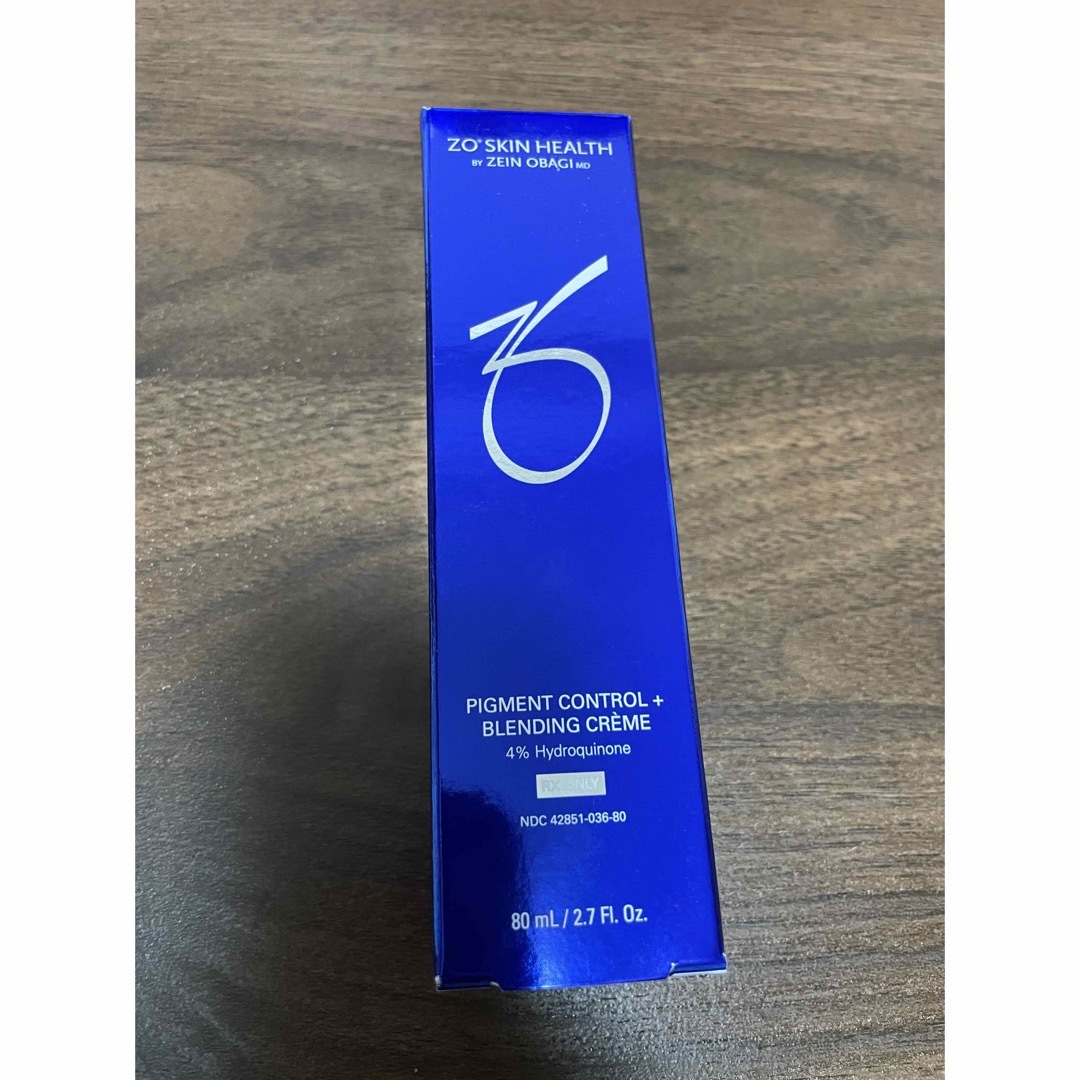 ZO® SKIN HEALTH
BY ZEIN OBAGI MD
PIGMENT CONTROL +
BLENDING CRÈME
4% Hydroquinone
RX ONLY
NDC 42851-036-80
80 mL / 2.7 Fl. Oz.